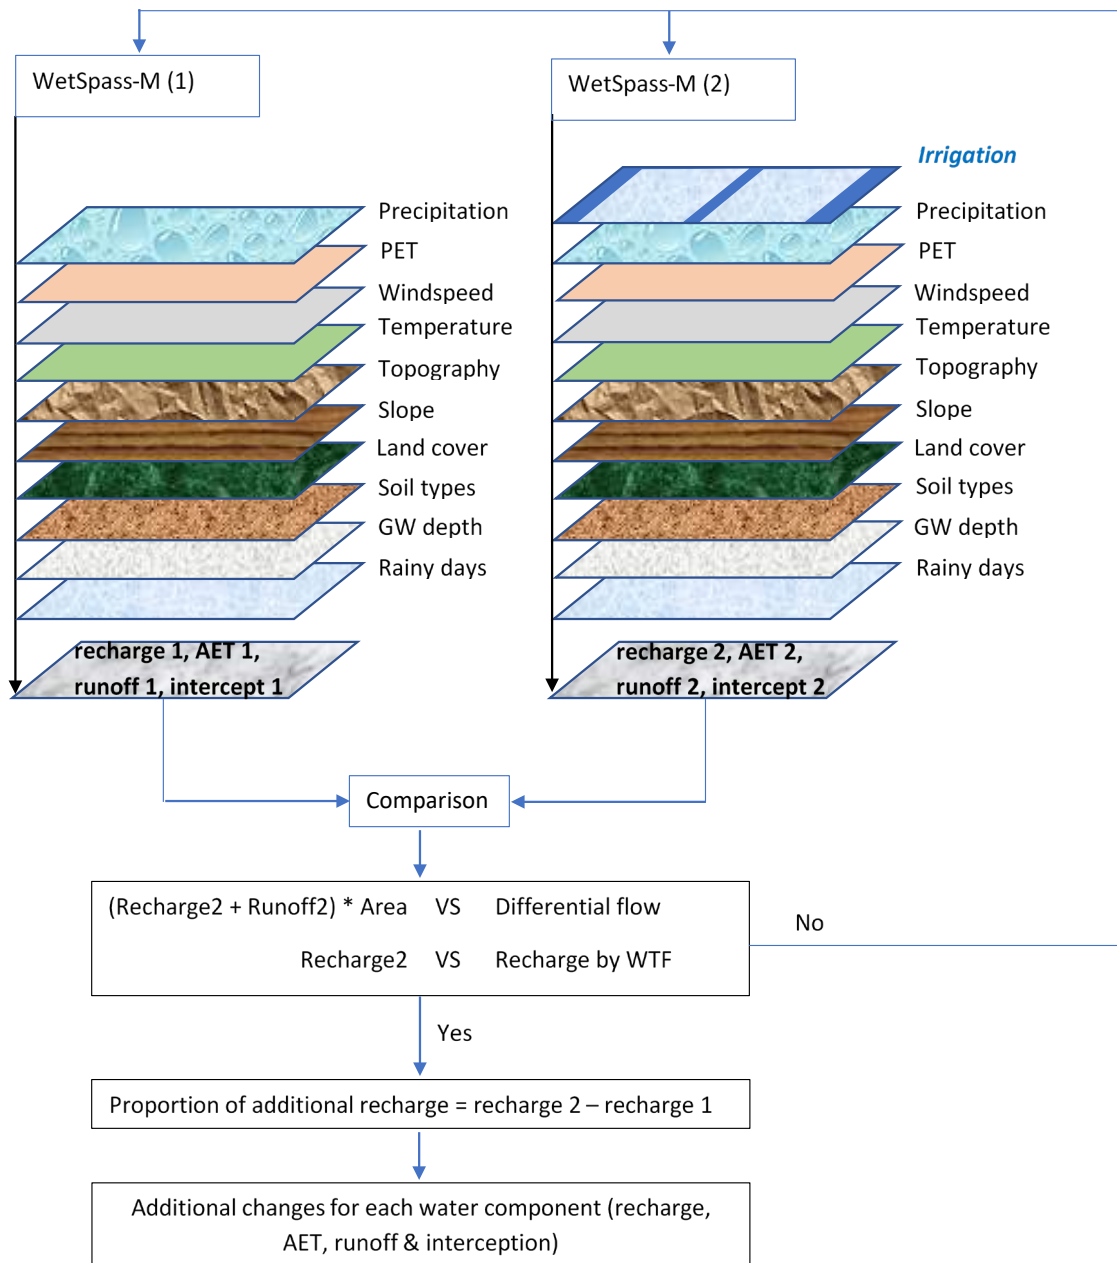 WetSpass-M (1)
Precipitation
PET
Windspeed
Temperature
Topography
Slope
Land cover
Soil types
GW depth
Rainy days
recharge 1, AET 1,
runoff 1, intercept 1
WetSpass-M (2)
Irrigation
Precipitation
PET
Windspeed
Temperature
Topography
Slope
Land cover
Soil types
GW depth
Rainy days
recharge 2, AET 2,
runoff 2, intercept 2
Comparison
(Recharge2 + Runoff2) * Area VS Differential flow
Recharge2 VS Recharge by WTF
No
Yes
Proportion of additional recharge = recharge 2 – recharge 1
Additional changes for each water component (recharge,
AET, runoff & interception)